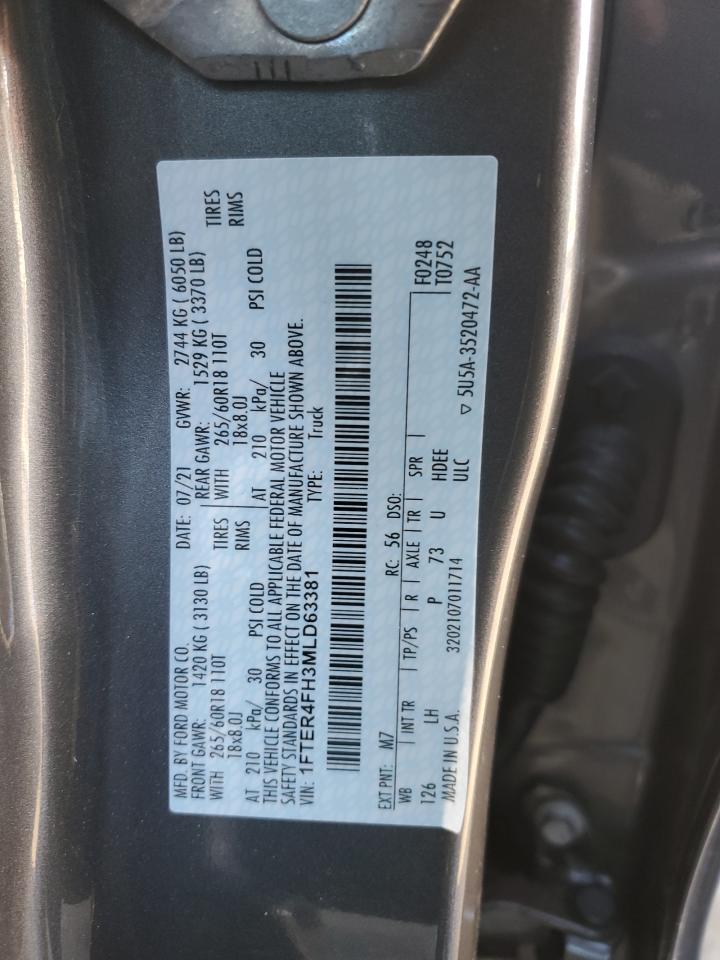 MFD. BY FORD MOTOR CO. DATE: 07/21 GVWR: 2744 KG ( 6050 LB)
FRONT GAWR: 1420 KG ( 3130 LB) REAR GAWR: 1529 KG ( 3370 LB)
WITH 265/60R18 110T TIRES WITH 265/60R18 110T TIRES
18x8.0J RIMS 18x8.0J RIMS
AT 210 kPa/ 30 PSI COLD AT 210 kPa/ 30 PSI COLD
THIS VEHICLE CONFORMS TO ALL APPLICABLE FEDERAL MOTOR VEHICLE
SAFETY STANDARDS IN EFFECT ON THE DATE OF MANUFACTURE SHOWN ABOVE.
VIN: 1FTER4FH3MLD63381 TYPE: Truck
EXT PNT: M7 RC: 56 DSO: F0248
WB INT TR TP/PS R AXLE TR SPR T0752
126 LH P 73 U HDEE
MADE IN U.S.A. 3202107011714 ULC ▽ 5U5A-3520472-AA